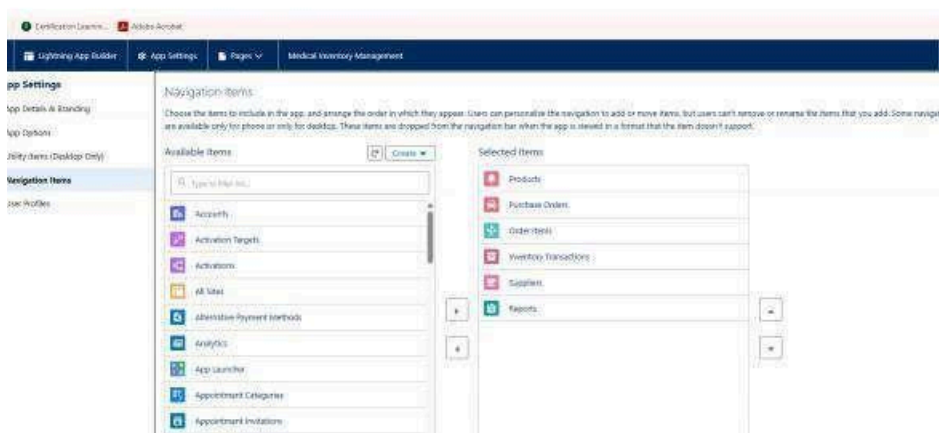 Certification Learnin... Adobe Acrobat
Lightning App Builder App Settings Pages Medical Inventory Management
pp Settings
App Details & Branding
App Options
Utility Items (Desktop Only)
Navigation Items
User Profiles
Navigation Items
Choose the items to include in the app, and arrange the order in which they appear. Users can personalize the navigation to add or move items, but users can't remove or rename the items that you add. Some naviga
are available only for phone or only for desktop. These items are dropped from the navigation bar when the app is viewed in a format that the item doesn't support.
Available Items
Create
Type to filter list...
Accounts
Activation Targets
Activations
All Sites
Alternative Payment Methods
Analytics
App Launcher
Appointment Categories
Appointment Invitations
Selected Items
Products
Purchase Orders
Order Items
Inventory Transactions
Suppliers
Reports